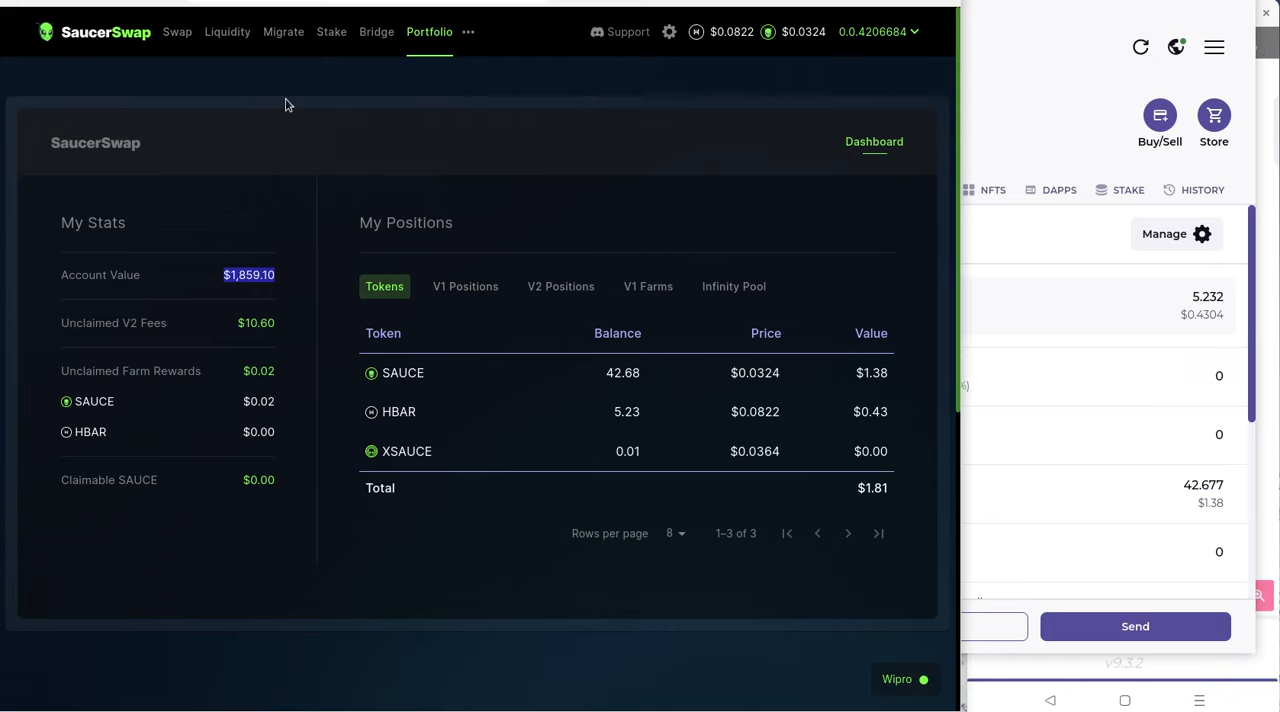 SaucerSwap Swap Liquidity Migrate Stake Bridge Portfolio ••• Support $0.0822 $0.0324 0.0.4206684
SaucerSwap Dashboard
My Stats
Account Value $1,859.10
Unclaimed V2 Fees $10.60
Unclaimed Farm Rewards $0.02
SAUCE $0.02
HBAR $0.00
Claimable SAUCE $0.00
My Positions
Tokens V1 Positions V2 Positions V1 Farms Infinity Pool
Token Balance Price Value
SAUCE 42.68 $0.0324 $1.38
HBAR 5.23 $0.0822 $0.43
XSAUCE 0.01 $0.0364 $0.00
Total $1.81
Rows per page 8 1–3 of 3
Wipro
Buy/Sell Store
NFTS DAPPS STAKE HISTORY
Manage
5.232
$0.4304
0
%)
0
42.677
$1.38
0
Send
v9.3.2